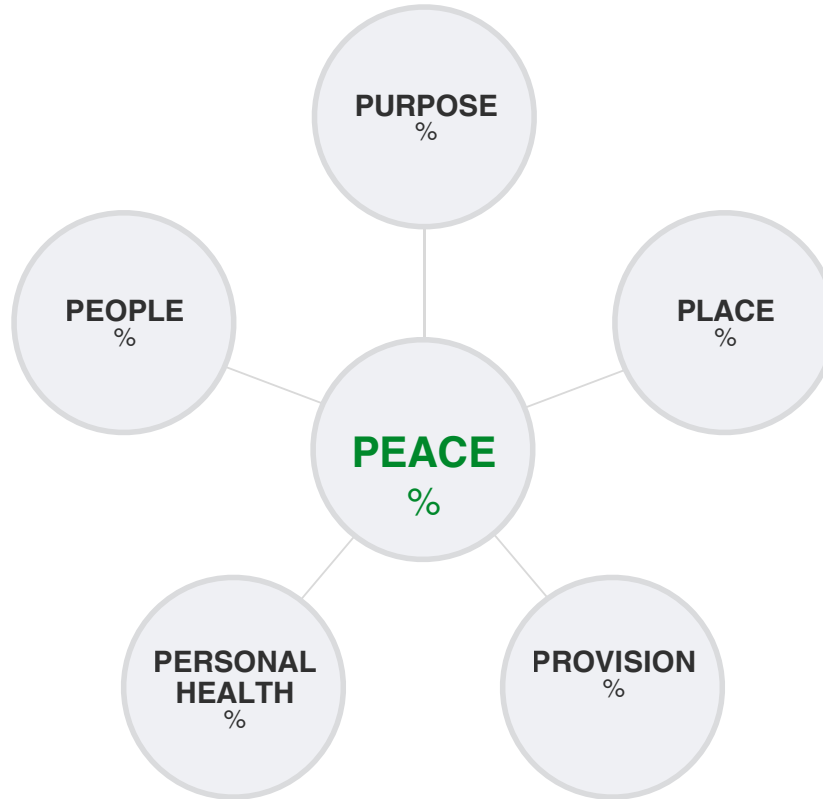 PURPOSE
%
PEOPLE
%
PLACE
%
PEACE
%
PERSONAL
HEALTH
%
PROVISION
%